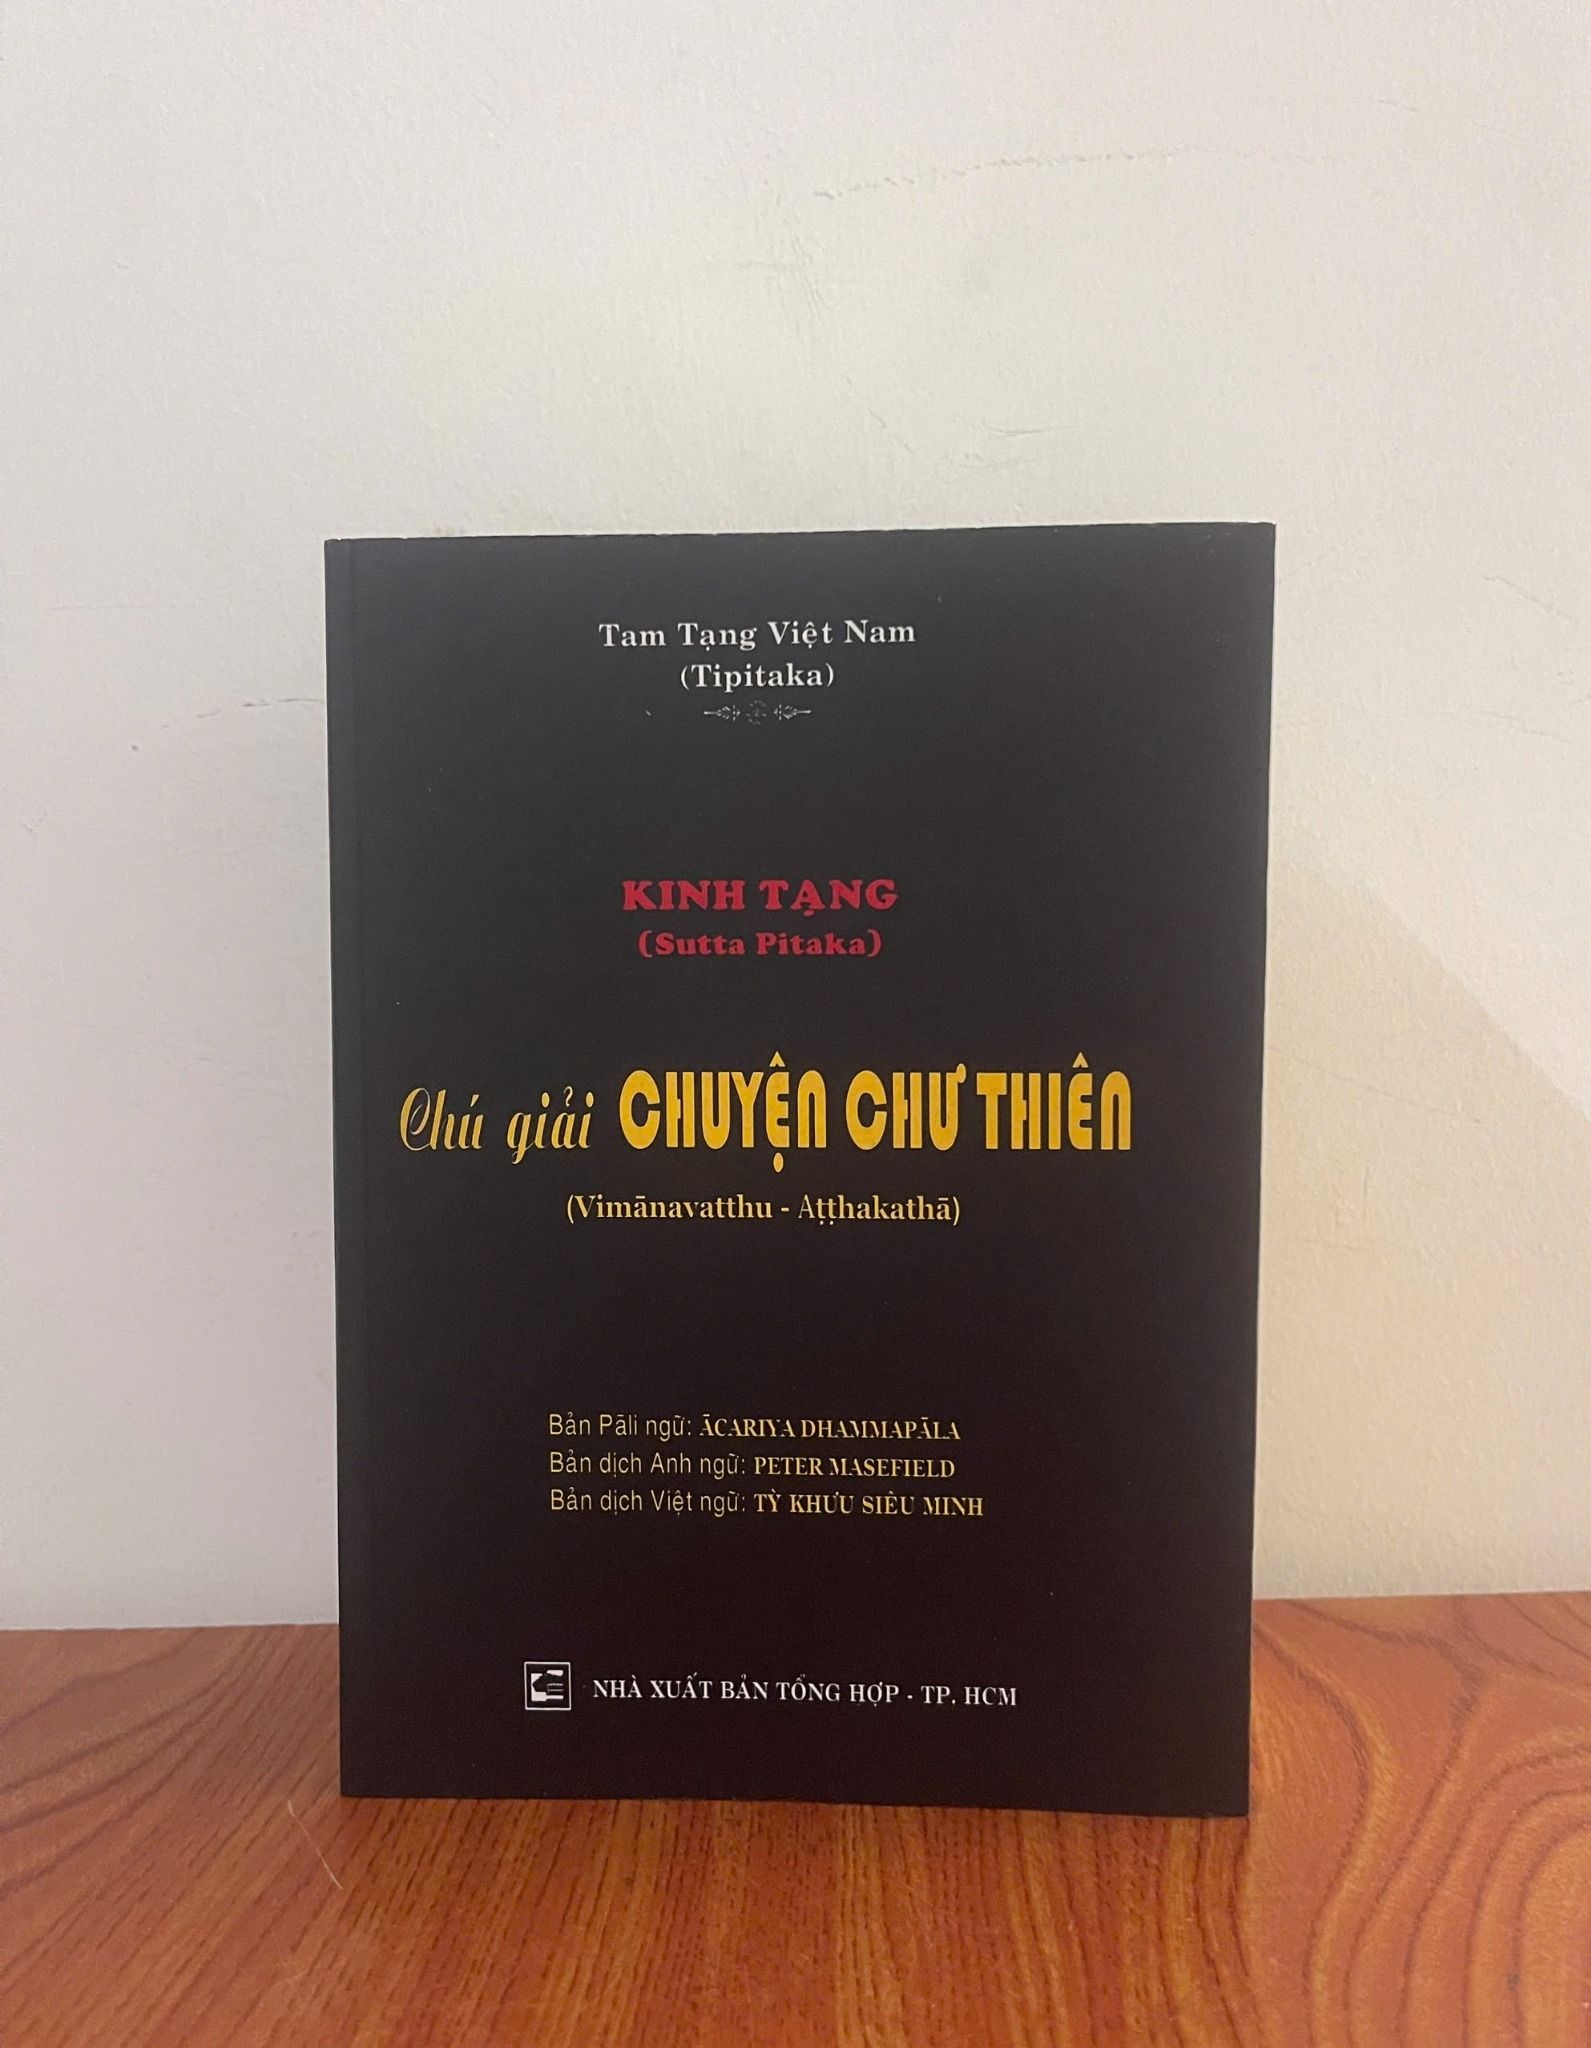 Tam Tạng Việt Nam
(Tipitaka)
KINH TẠNG
(Sutta Pitaka)
Chú giải CHUYỆN CHƯ THIÊN
(Vimānavatthu - Aṭṭhakathā)
Bản Pāli ngữ: ĀCARIYA DHAMMAPĀLA
Bản dịch Anh ngữ: PETER MASEFIELD
Bản dịch Việt ngữ: TỲ KHƯU SIÊU MINH
NHÀ XUẤT BẢN TỔNG HỢP - TP. HCM